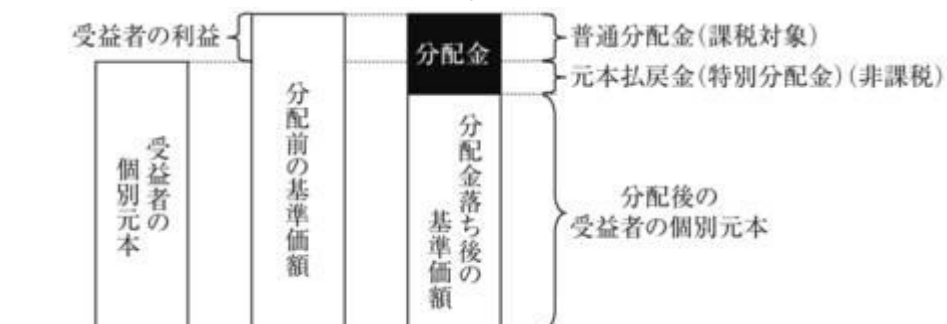 受益者の利益
受益者の
個別元本
分配前の基準価額
分配金
分配金落ち後の
基準価額
普通分配金(課税対象)
元本払戻金(特別分配金)(非課税)
分配後の
受益者の個別元本